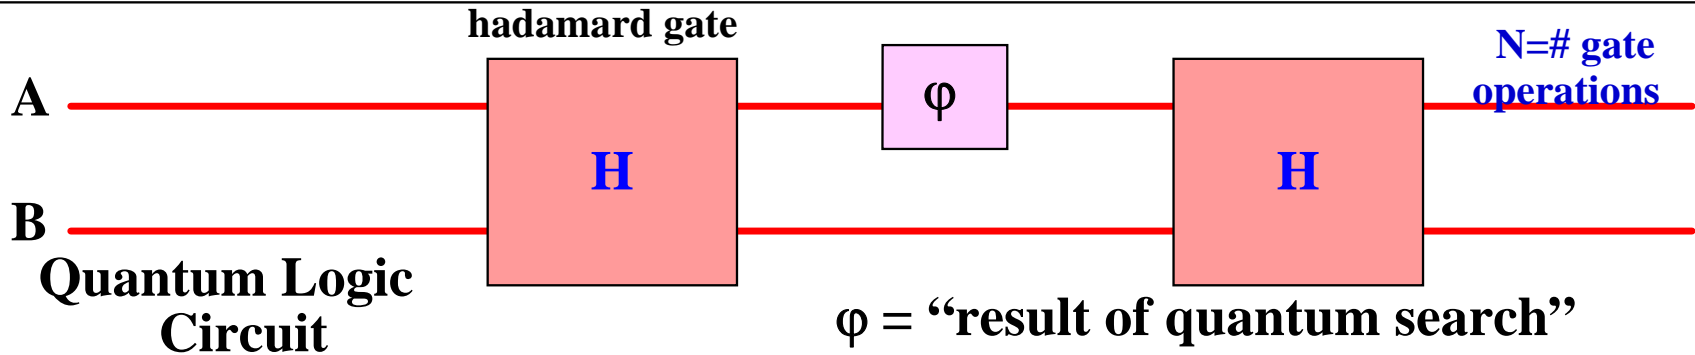 hadamard gate
N=# gate
operations
A
φ
H
H
B
Quantum Logic
Circuit
φ = “result of quantum search”